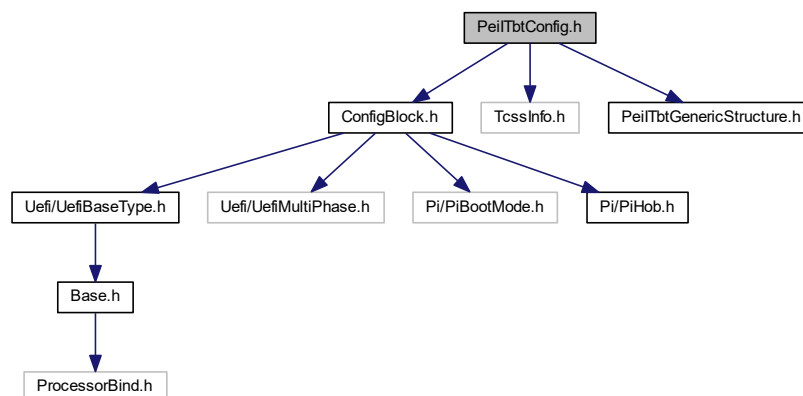 PeiITbtConfig.h
ConfigBlock.h
TcssInfo.h
PeiITbtGenericStructure.h
Uefi/UefiBaseType.h
Uefi/UefiMultiPhase.h
Pi/PiBootMode.h
Pi/PiHob.h
Base.h
ProcessorBind.h